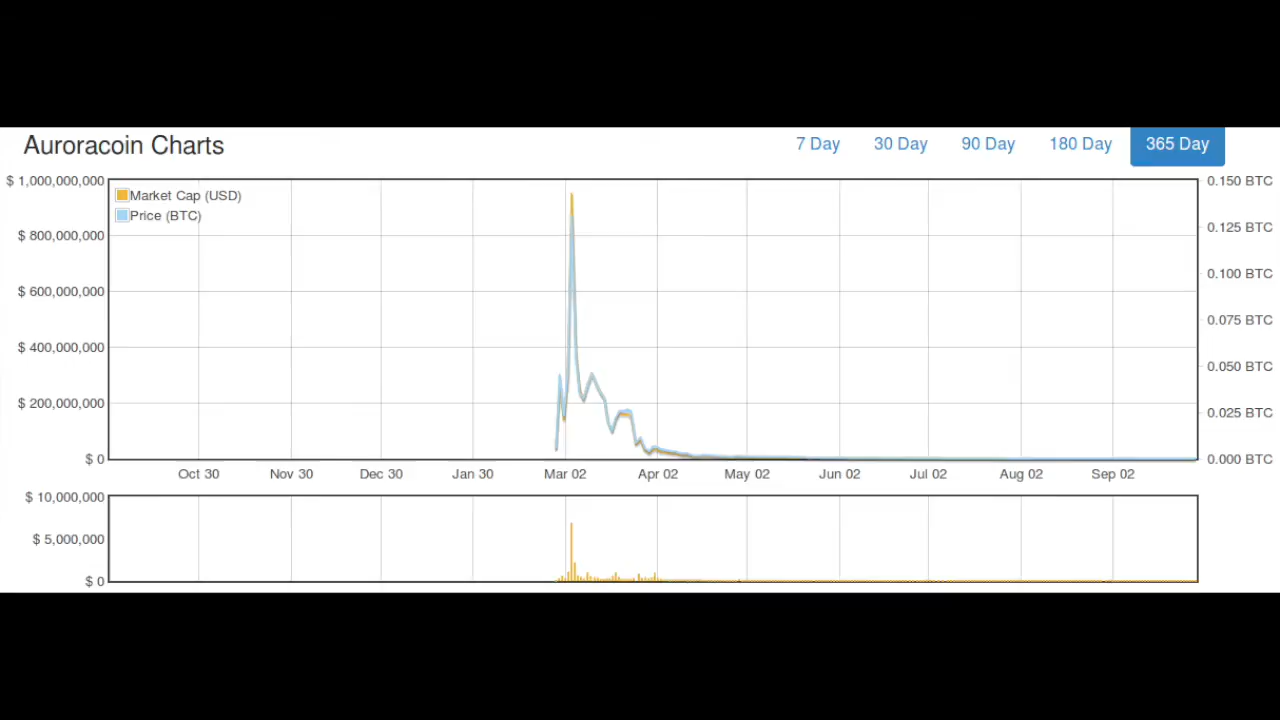 Auroracoin Charts
7 Day 30 Day 90 Day 180 Day 365 Day
$ 1,000,000,000
$ 800,000,000
$ 600,000,000
$ 400,000,000
$ 200,000,000
$ 0
Market Cap (USD)
Price (BTC)
0.150 BTC
0.125 BTC
0.100 BTC
0.075 BTC
0.050 BTC
0.025 BTC
0.000 BTC
Oct 30 Nov 30 Dec 30 Jan 30 Mar 02 Apr 02 May 02 Jun 02 Jul 02 Aug 02 Sep 02
$ 10,000,000
$ 5,000,000
$ 0